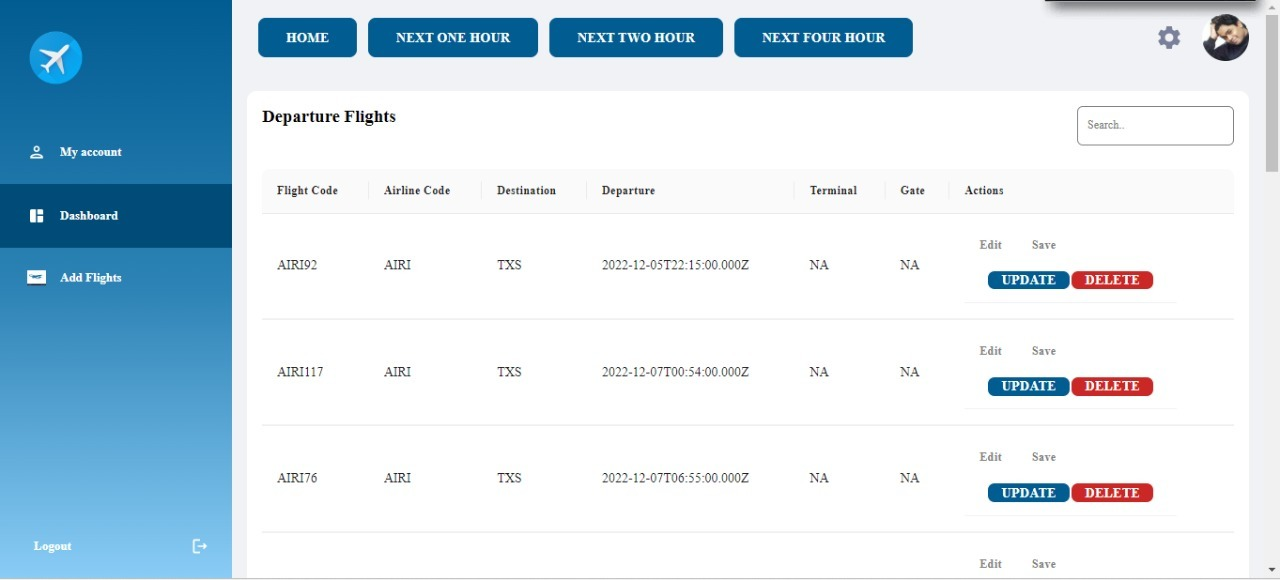 HOME NEXT ONE HOUR NEXT TWO HOUR NEXT FOUR HOUR
My account
Dashboard
Add Flights
Logout
Departure Flights
Search..
Flight Code Airline Code Destination Departure Terminal Gate Actions
Edit Save
AIRI92 AIRI TXS 2022-12-05T22:15:00.000Z NA NA
UPDATE DELETE
Edit Save
AIRI117 AIRI TXS 2022-12-07T00:54:00.000Z NA NA
UPDATE DELETE
Edit Save
AIRI76 AIRI TXS 2022-12-07T06:55:00.000Z NA NA
UPDATE DELETE
Edit Save